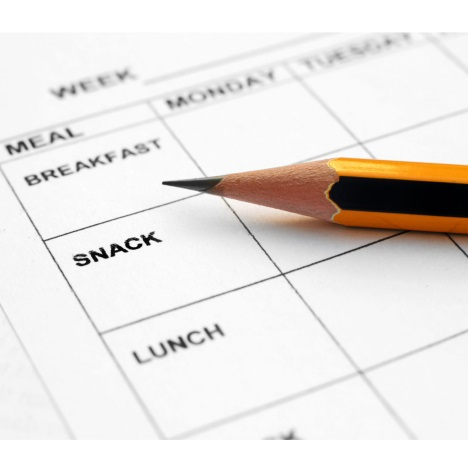 WEEK
MEAL MONDAY TUESDAY
BREAKFAST
SNACK
LUNCH